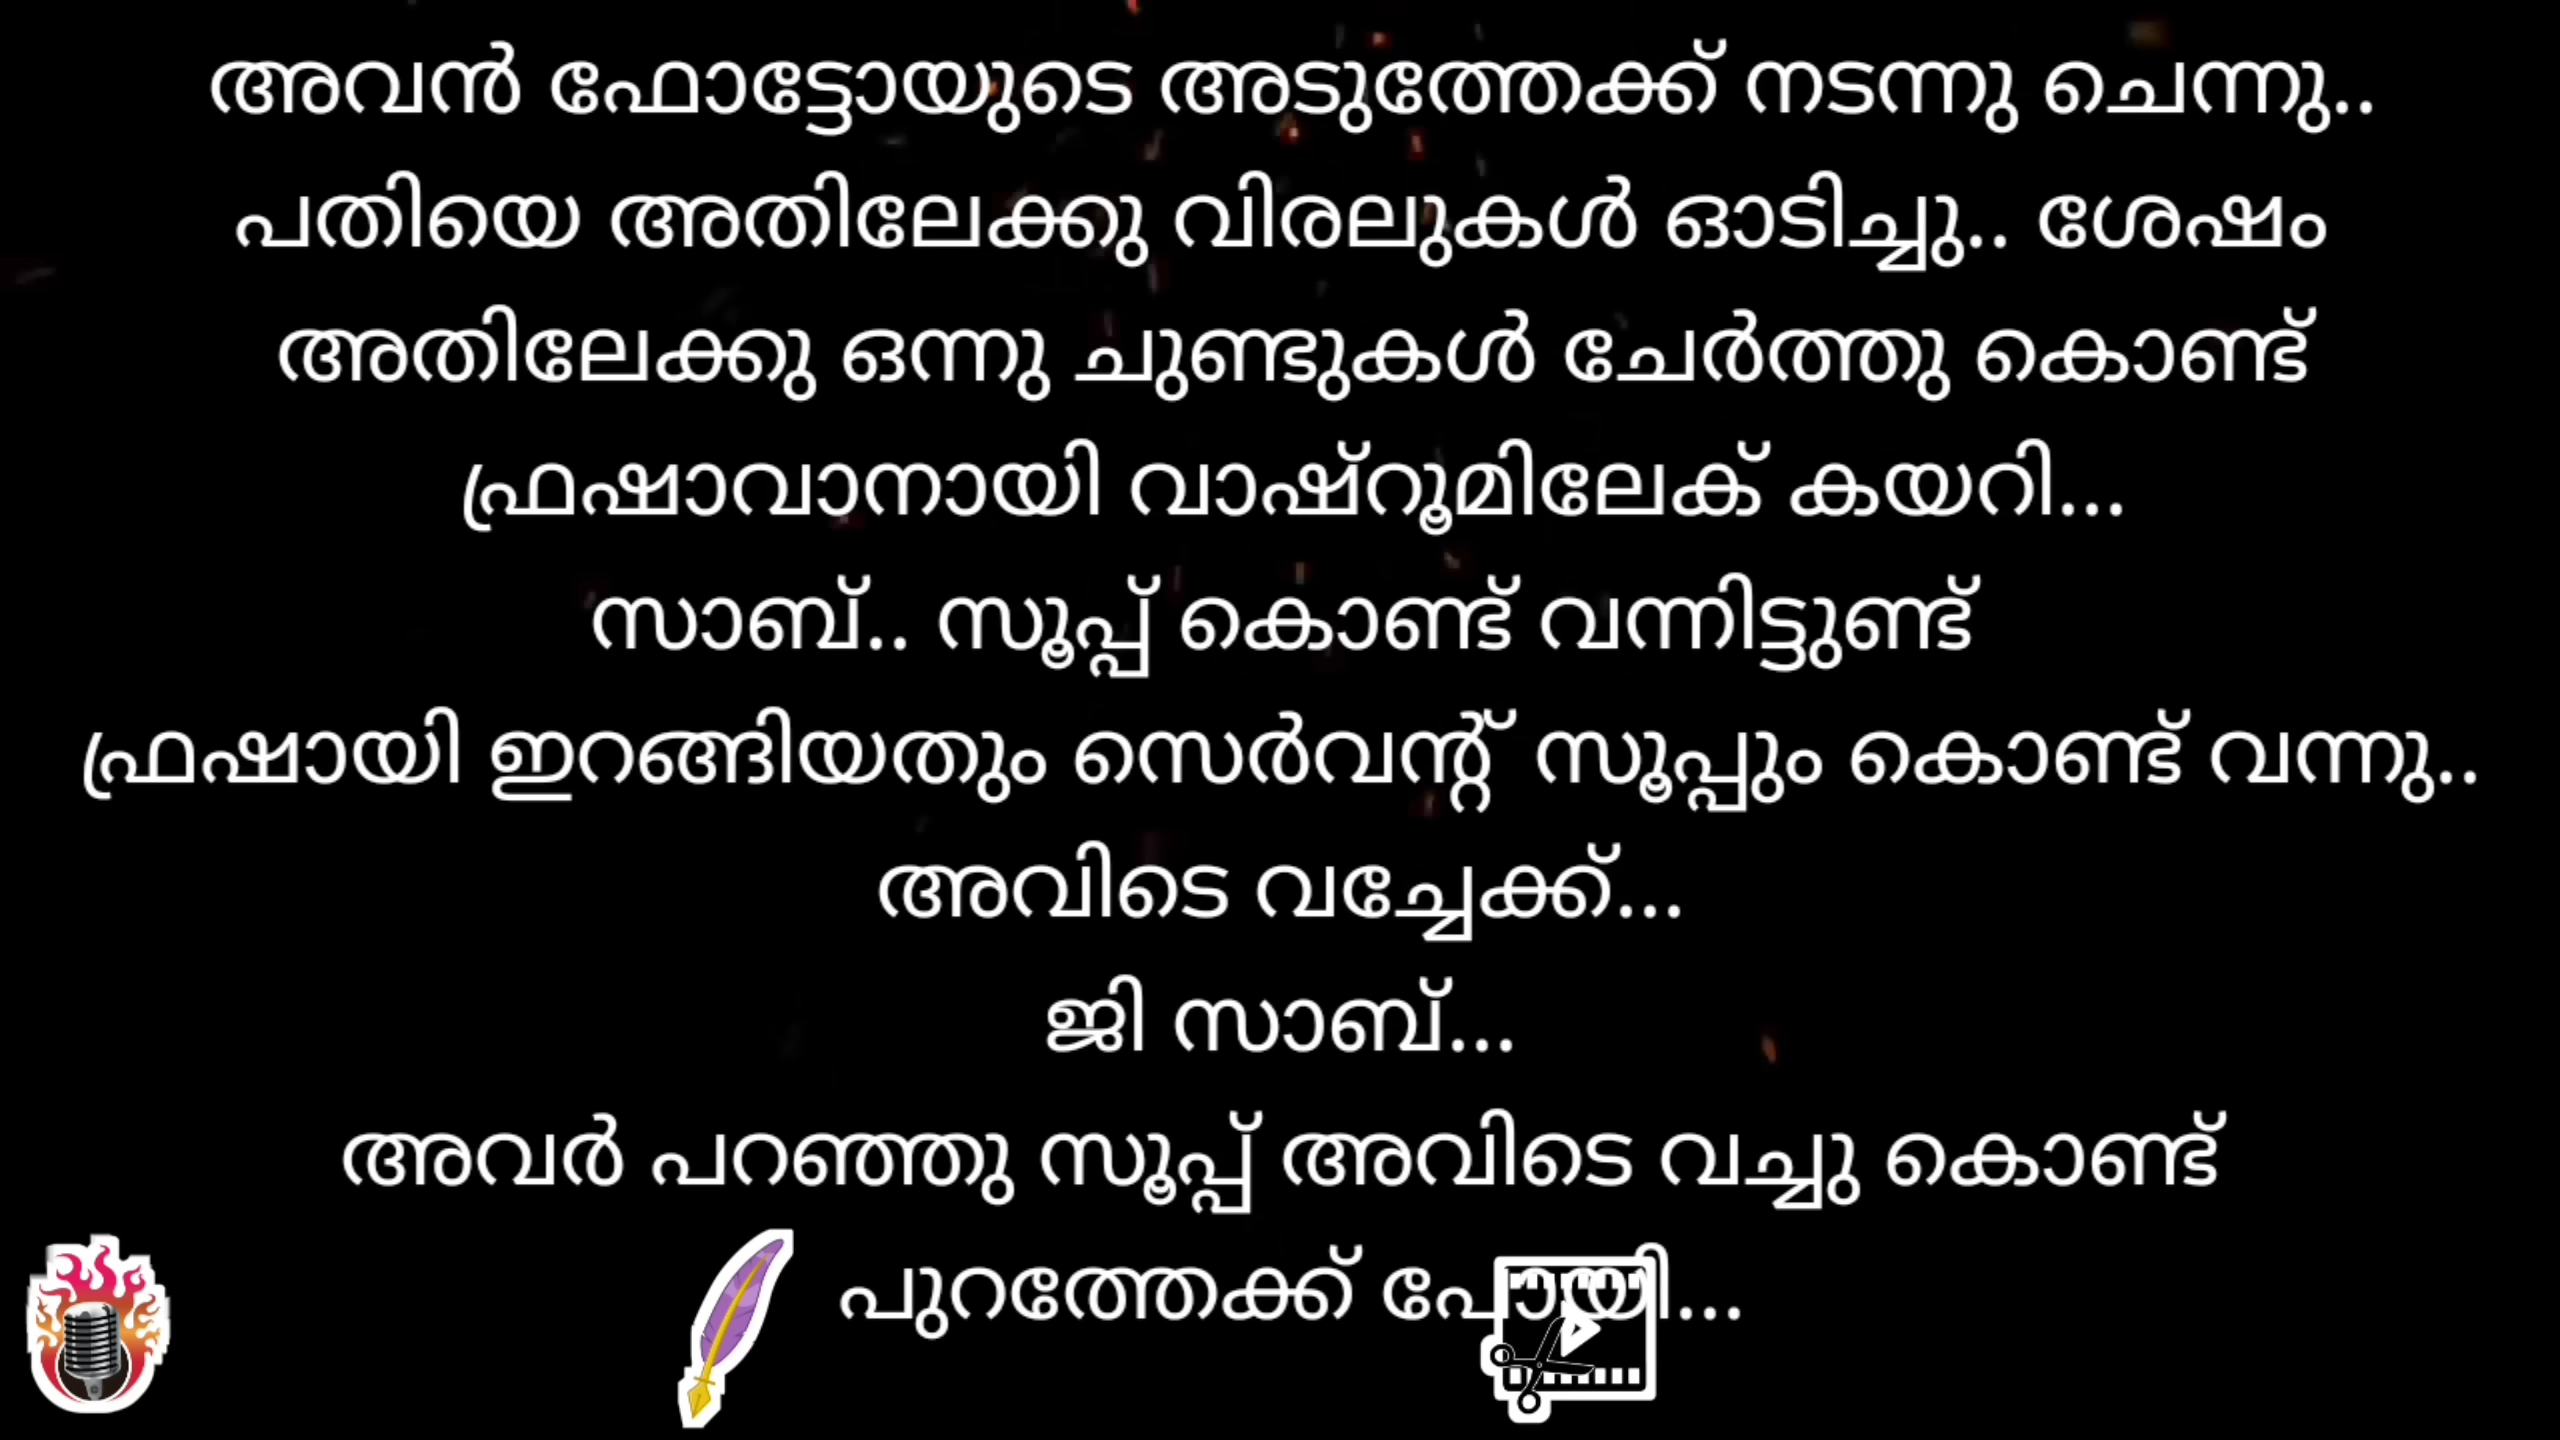 അവൻ ഫോട്ടോയുടെ അടുത്തേക്ക് നടന്നു ചെന്നു..
പതിയെ അതിലേക്കു വിരലുകൾ ഓടിച്ചു.. ശേഷം
അതിലേക്കു ഒന്നു ചുണ്ടുകൾ ചേർത്തു കൊണ്ട്
ഫ്രഷാവാനായി വാഷ്റൂമിലേക് കയറി...
സാബ്.. സൂപ്പ് കൊണ്ട് വന്നിട്ടുണ്ട്
ഫ്രഷായി ഇറങ്ങിയതും സെർവന്റ് സൂപ്പും കൊണ്ട് വന്നു..
അവിടെ വച്ചേക്ക്...
ജി സാബ്...
അവർ പറഞ്ഞു സൂപ്പ് അവിടെ വച്ചു കൊണ്ട്
പുറത്തേക്ക് പോയി...